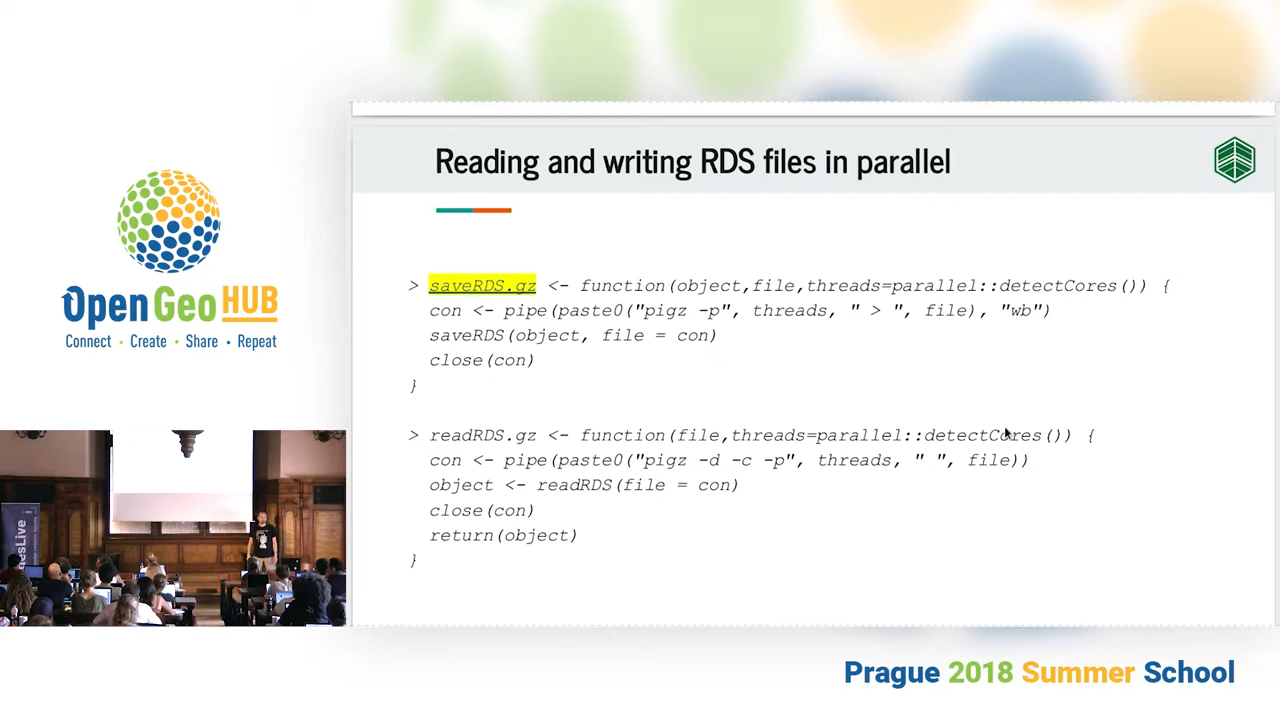 Reading and writing RDS files in parallel
Open Geo HUB
Connect • Create • Share • Repeat
> saveRDS.gz <- function(object,file,threads=parallel::detectCores()) {
con <- pipe(paste0("pigz -p", threads, " > ", file), "wb")
saveRDS(object, file = con)
close(con)
}
> readRDS.gz <- function(file,threads=parallel::detectCores()) {
con <- pipe(paste0("pigz -d -c -p", threads, " ", file))
object <- readRDS(file = con)
close(con)
return(object)
}
Prague 2018 Summer School